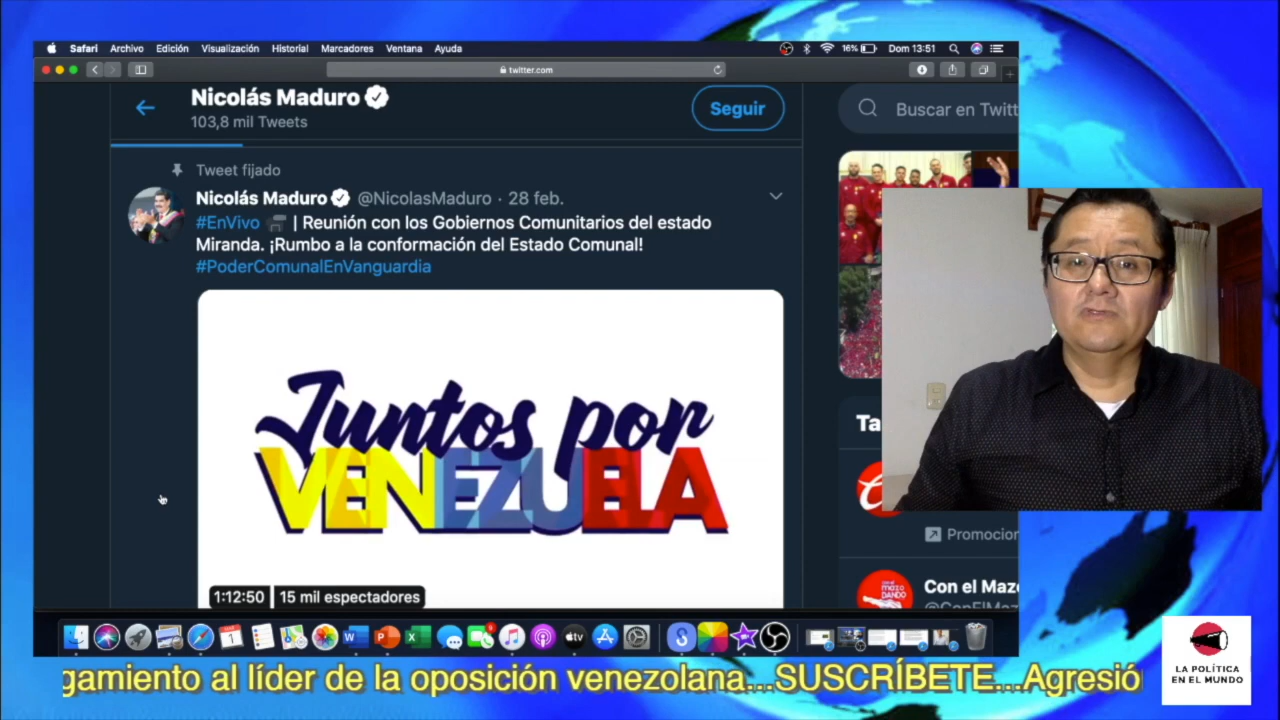 Safari Archivo Edición Visualización Historial Marcadores Ventana Ayuda
16% Dom 13:51
twitter.com
Nicolás Maduro
103,8 mil Tweets
Seguir
Buscar en Twitt
Tweet fijado
Nicolás Maduro @NicolasMaduro · 28 feb.
#EnVivo | Reunión con los Gobiernos Comunitarios del estado
Miranda. ¡Rumbo a la conformación del Estado Comunal!
#PoderComunalEnVanguardia
Juntos por
VENEZUELA
1:12:50 15 mil espectadores
Ta
Promocion
Con el Mazo
@ConElMazo
gamiento al líder de la oposición venezolana...SUSCRÍBETE...Agresió
LA POLÍTICA
EN EL MUNDO